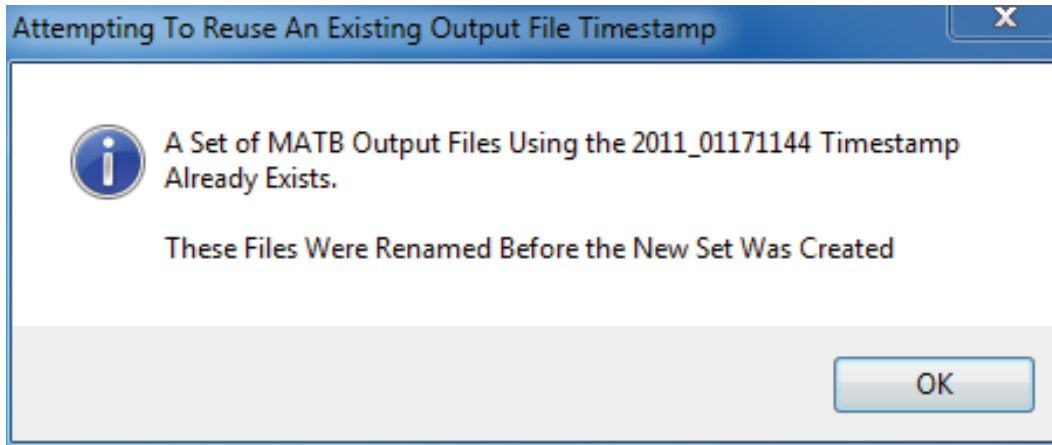 Attempting To Reuse An Existing Output File Timestamp
A Set of MATB Output Files Using the 2011_01171144 Timestamp
Already Exists.
These Files Were Renamed Before the New Set Was Created
OK